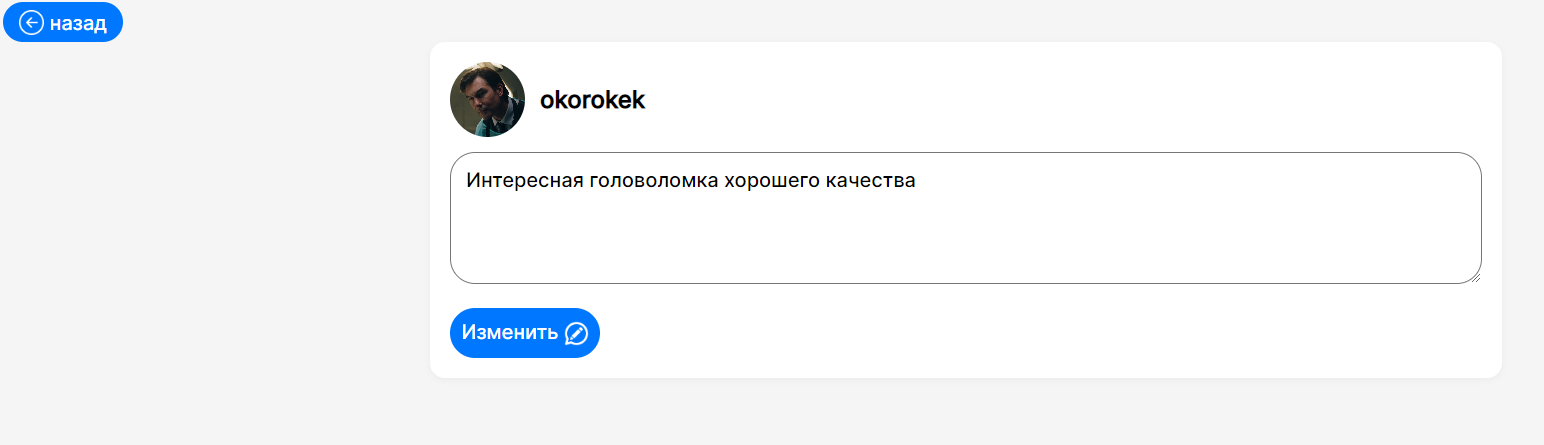 назад
okorokek
Интересная головоломка хорошего качества
Изменить